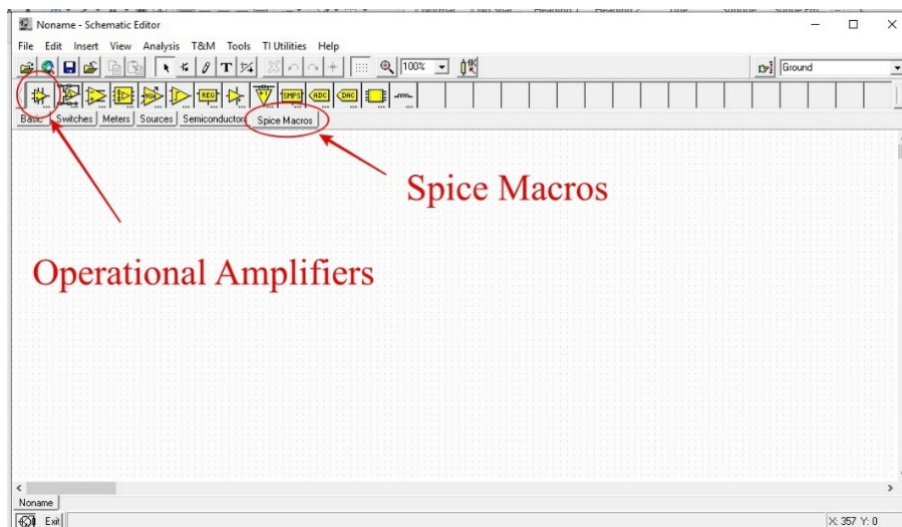 Noname - Schematic Editor
File Edit Insert View Analysis T&M Tools TI Utilities Help
T 100% Ground
REG SMPS ADC DAC
Basic Switches Meters Sources Semiconductors Spice Macros
Spice Macros
Operational Amplifiers
Noname
Exit X: 357 Y: 0